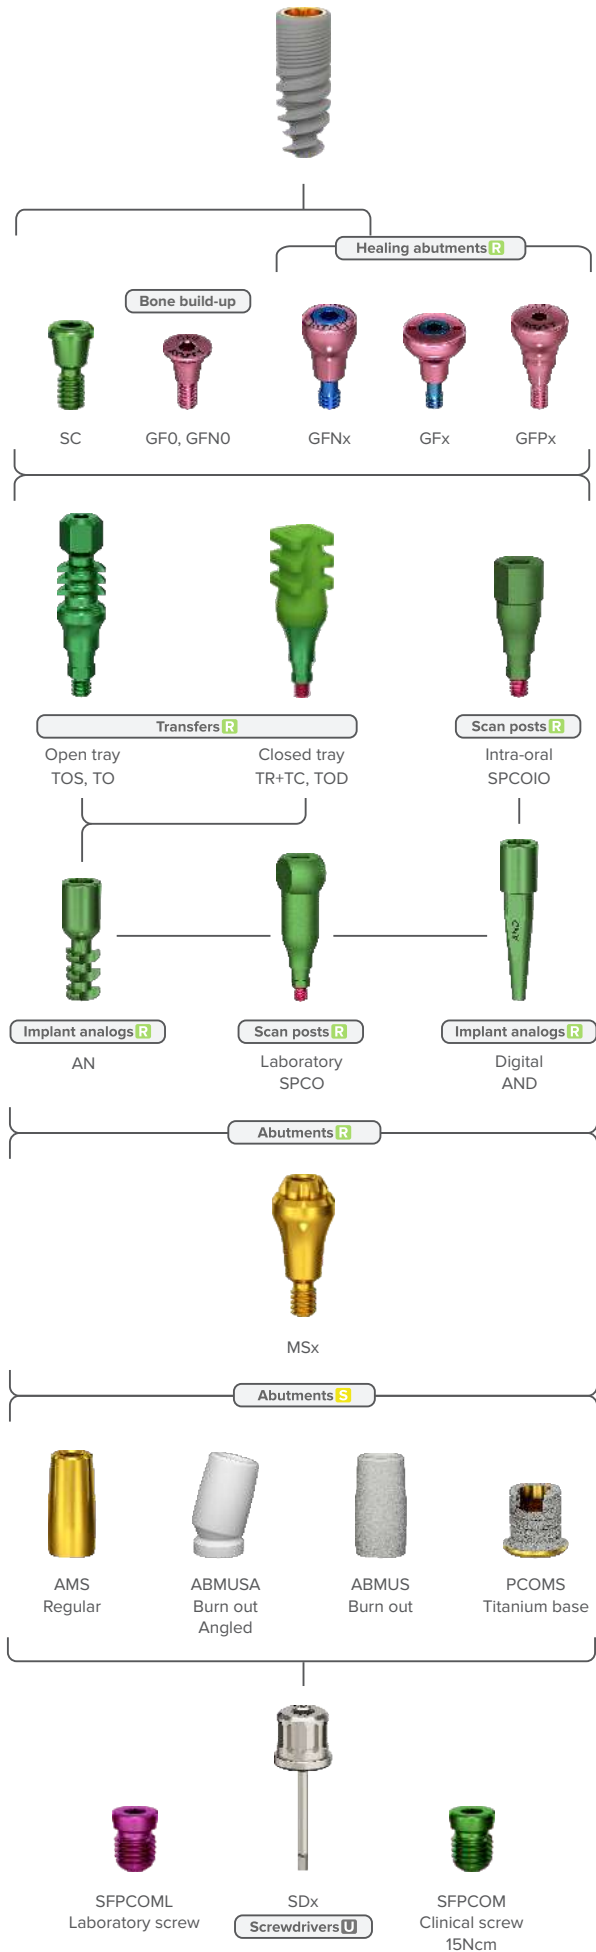 Healing abutments R
Bone build-up
SC
GF0, GFN0
GFNx
GFx
GFPx
Transfers R
Scan posts R
Open tray
TOS, TO
Closed tray
TR+TC, TOD
Intra-oral
SPCOIO
AND
Implant analogs R
Scan posts R
Implant analogs R
AN
Laboratory
SPCO
Digital
AND
Abutments R
MSx
Abutments S
AMS
Regular
ABMUSA
Burn out
Angled
ABMUS
Burn out
PCOMS
Titanium base
SFPCOML
Laboratory screw
SDx
Screwdrivers U
SFPCOM
Clinical screw
15Ncm